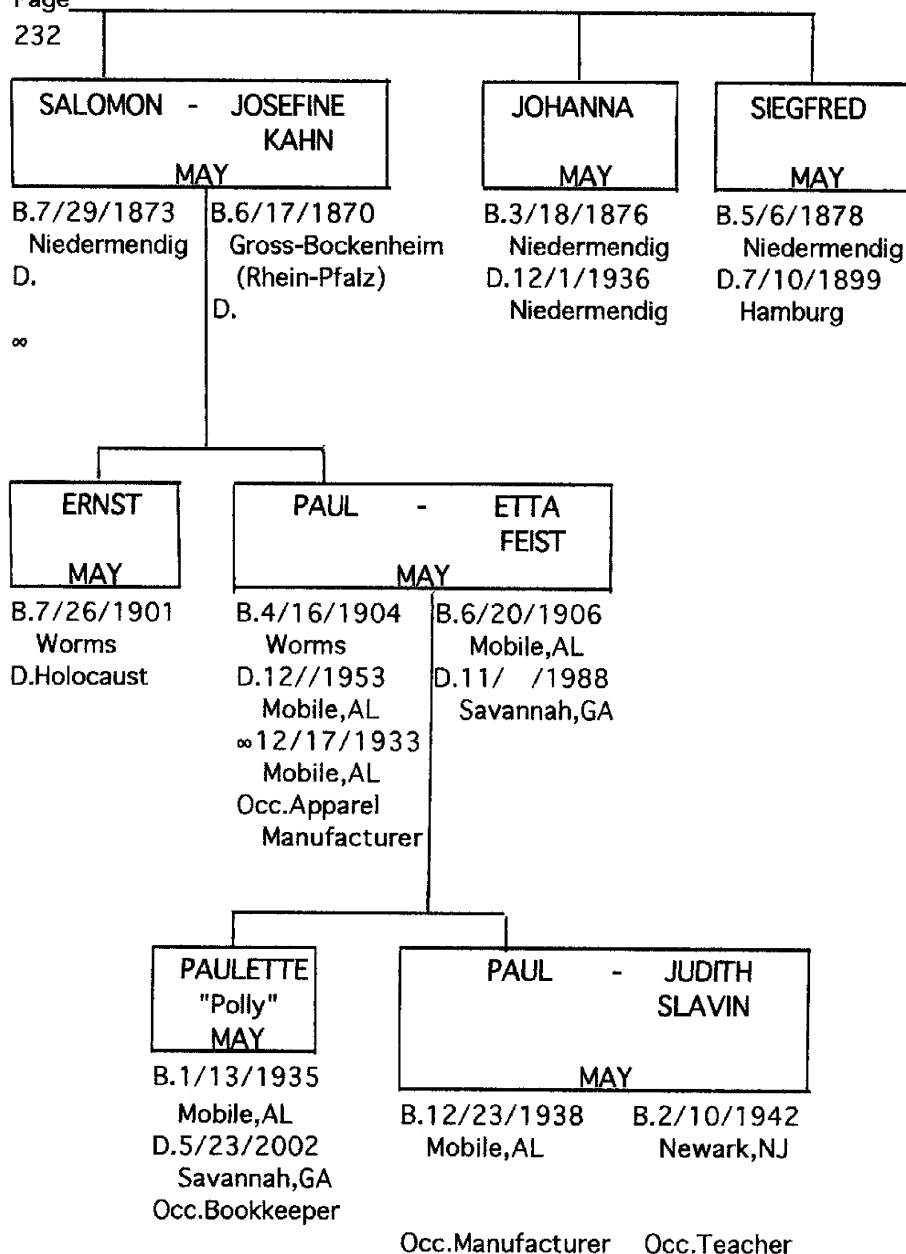 Page
232
SALOMON - JOSEFINE
KAHN
MAY
B.7/29/1873
Niedermendig
D.
∞
B.6/17/1870
Gross-Bockenheim
(Rhein-Pfalz)
D.
JOHANNA
MAY
B.3/18/1876
Niedermendig
D.12/1/1936
Niedermendig
SIEGFRED
MAY
B.5/6/1878
Niedermendig
D.7/10/1899
Hamburg
ERNST
MAY
B.7/26/1901
Worms
D.Holocaust
PAUL - ETTA
FEIST
MAY
B.4/16/1904
Worms
D.12//1953
Mobile,AL
∞12/17/1933
Mobile,AL
Occ.Apparel
Manufacturer
B.6/20/1906
Mobile,AL
D.11/ /1988
Savannah,GA
PAULETTE
"Polly"
MAY
B.1/13/1935
Mobile,AL
D.5/23/2002
Savannah,GA
Occ.Bookkeeper
PAUL - JUDITH
SLAVIN
MAY
B.12/23/1938
Mobile,AL
Occ.Manufacturer
B.2/10/1942
Newark,NJ
Occ.Teacher